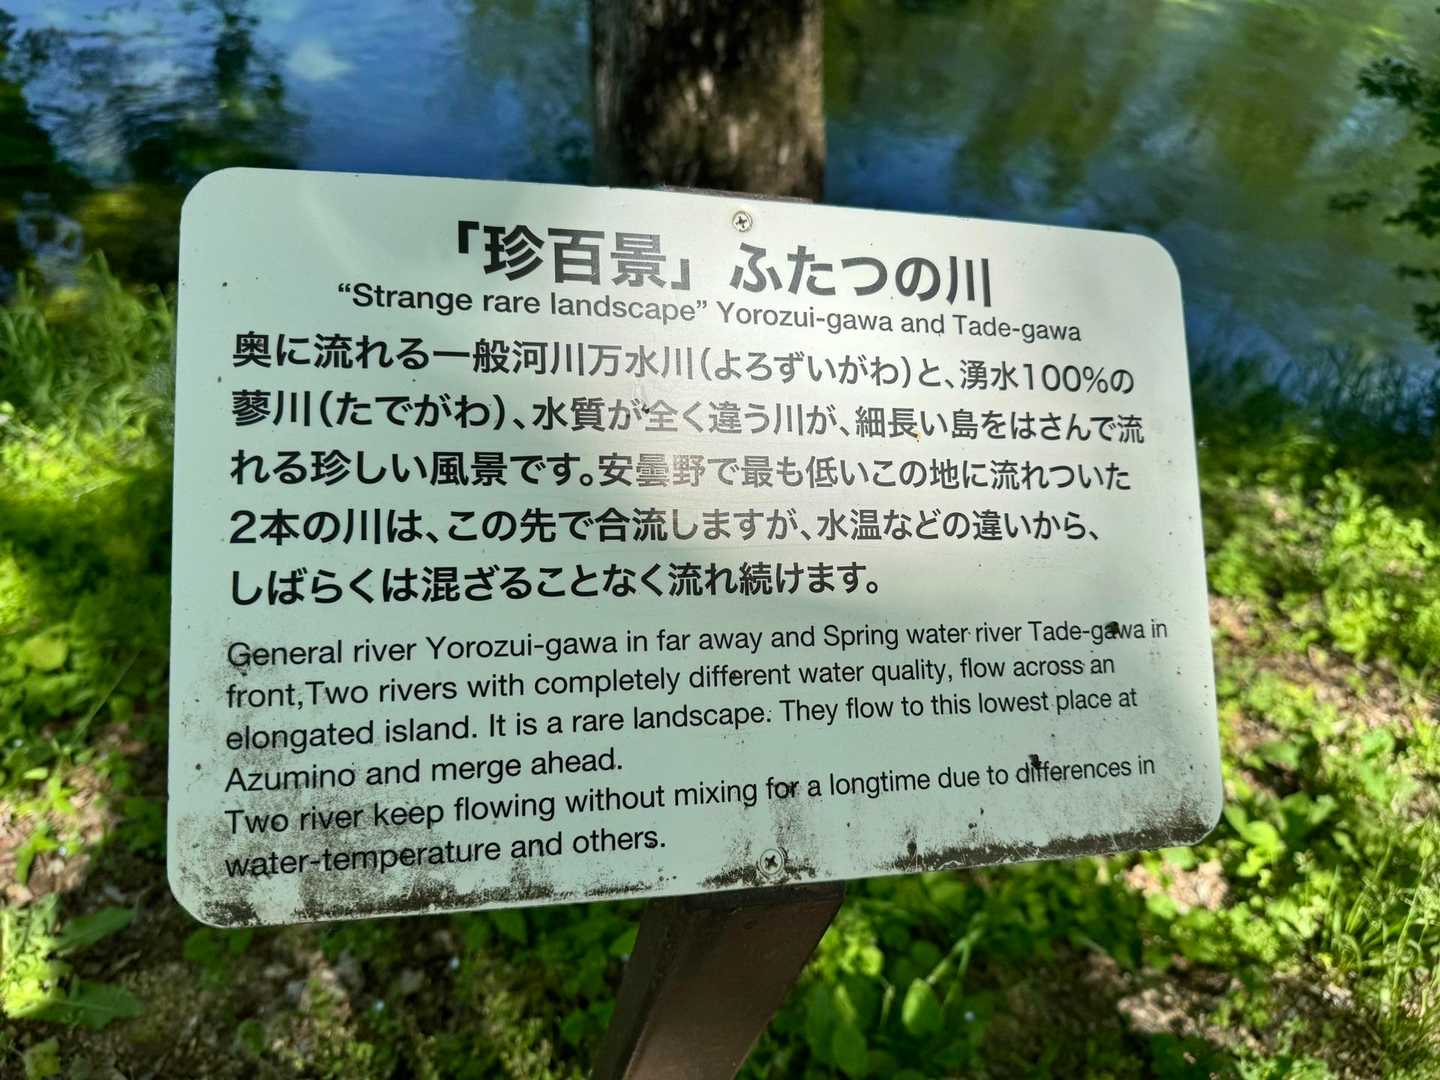 「珍百景」ふたつの川
“Strange rare landscape” Yorozui-gawa and Tade-gawa
奥に流れる一般河川万水川(よろずいがわ)と、湧水100%の
蓼川(たでがわ)、水質が全く違う川が、細長い島をはさんで流
れる珍しい風景です。安曇野で最も低いこの地に流れついた
2本の川は、この先で合流しますが、水温などの違いから、
しばらくは混ざることなく流れ続けます。
General river Yorozui-gawa in far away and Spring water river Tade-gawa in
front,Two rivers with completely different water quality, flow across an
elongated island. It is a rare landscape. They flow to this lowest place at
Azumino and merge ahead.
Two river keep flowing without mixing for a longtime due to differences in
water-temperature and others.